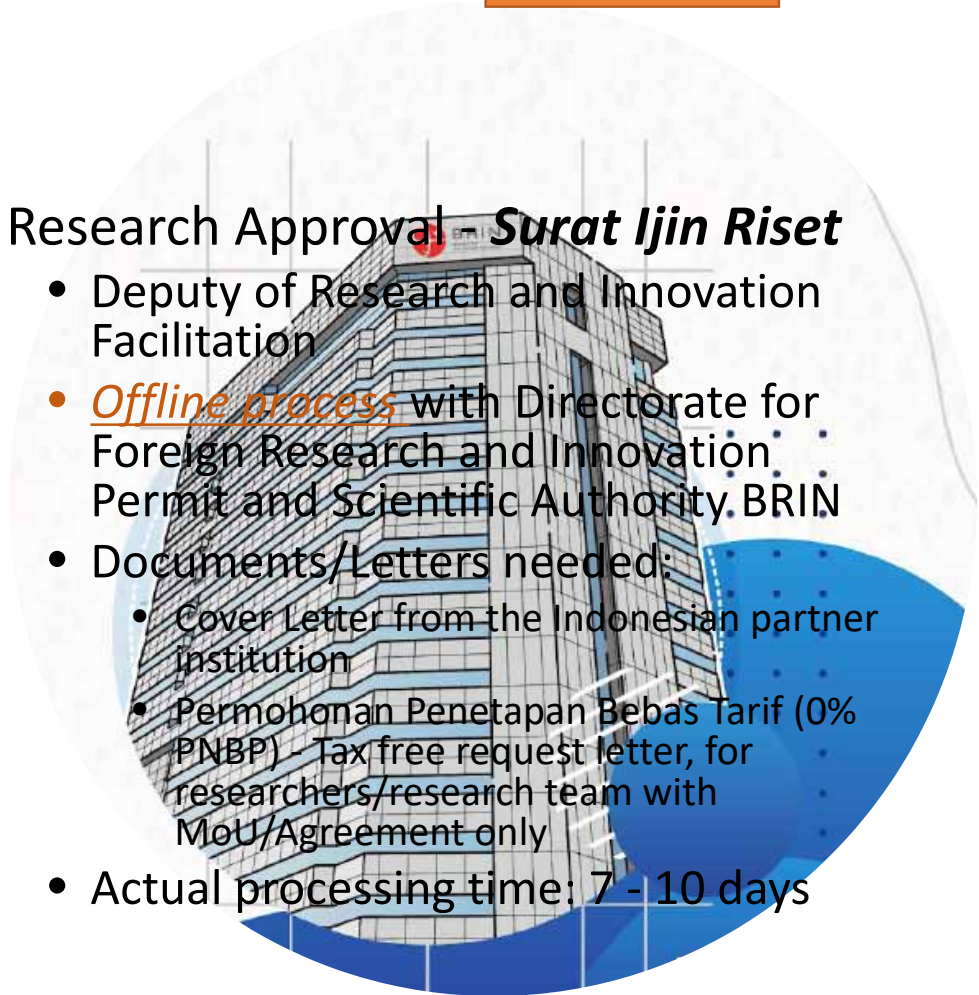 Research Approval - Surat Ijin Riset
• Deputy of Research and Innovation
Facilitation
• Offline process with Directorate for
Foreign Research and Innovation
Permit and Scientific Authority BRIN
• Documents/Letters needed:
• Cover Letter from the Indonesian partner
institution
• Permohonan Penetapan Bebas Tarif (0%
PNBP) - Tax free request letter, for
researchers/research team with
MoU/Agreement only
• Actual processing time: 7 - 10 days
BRIN